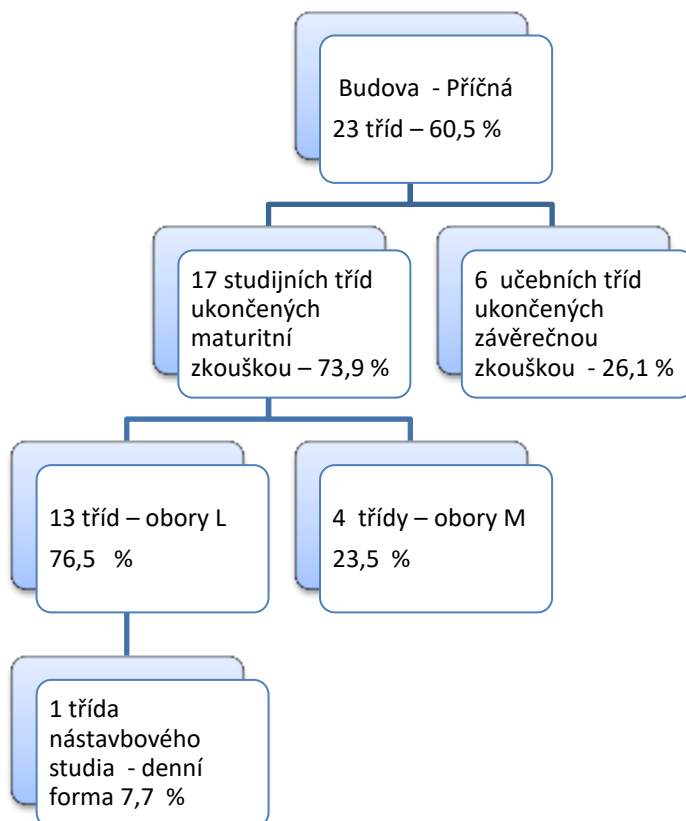 Budova - Příčná
23 tříd – 60,5 %
17 studijních tříd
ukončených
maturitní
zkouškou – 73,9 %
6 učebních tříd
ukončených
závěrečnou
zkouškou - 26,1 %
13 tříd – obory L
76,5 %
4 třídy – obory M
23,5 %
1 třída
nástavbového
studia - denní
forma 7,7 %